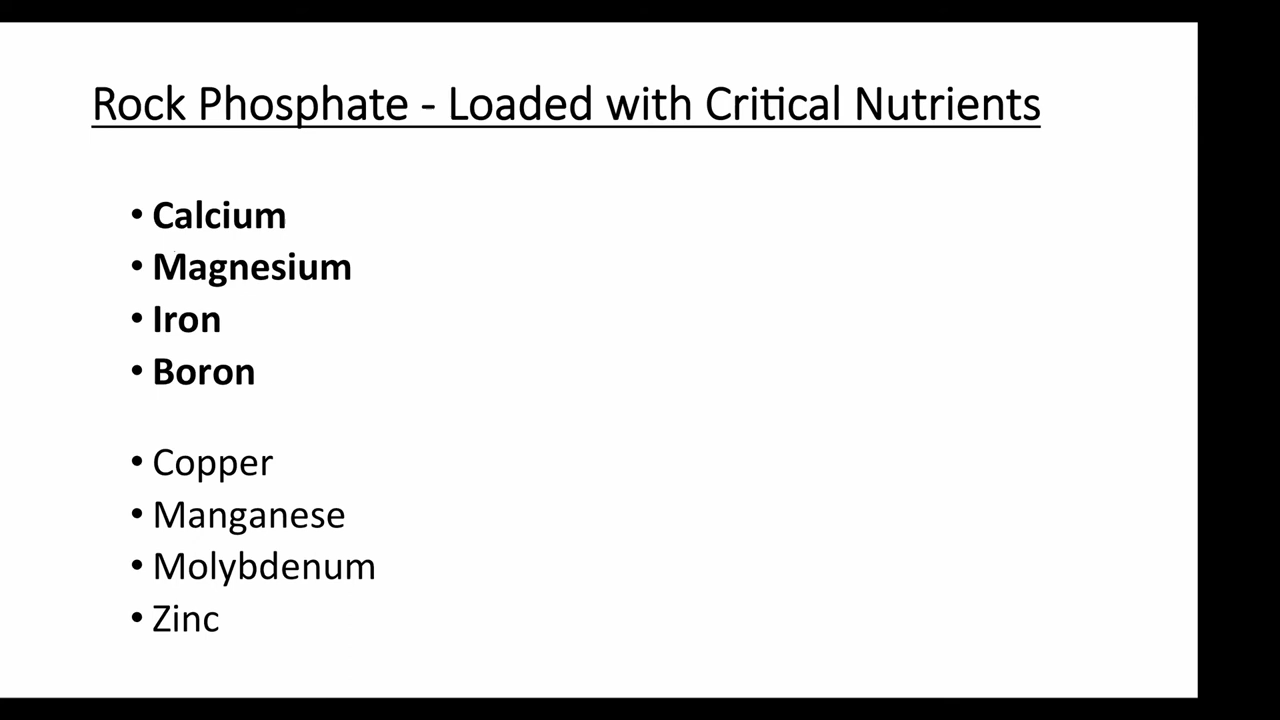 Rock Phosphate - Loaded with Critical Nutrients
• Calcium
• Magnesium
• Iron
• Boron
• Copper
• Manganese
• Molybdenum
• Zinc